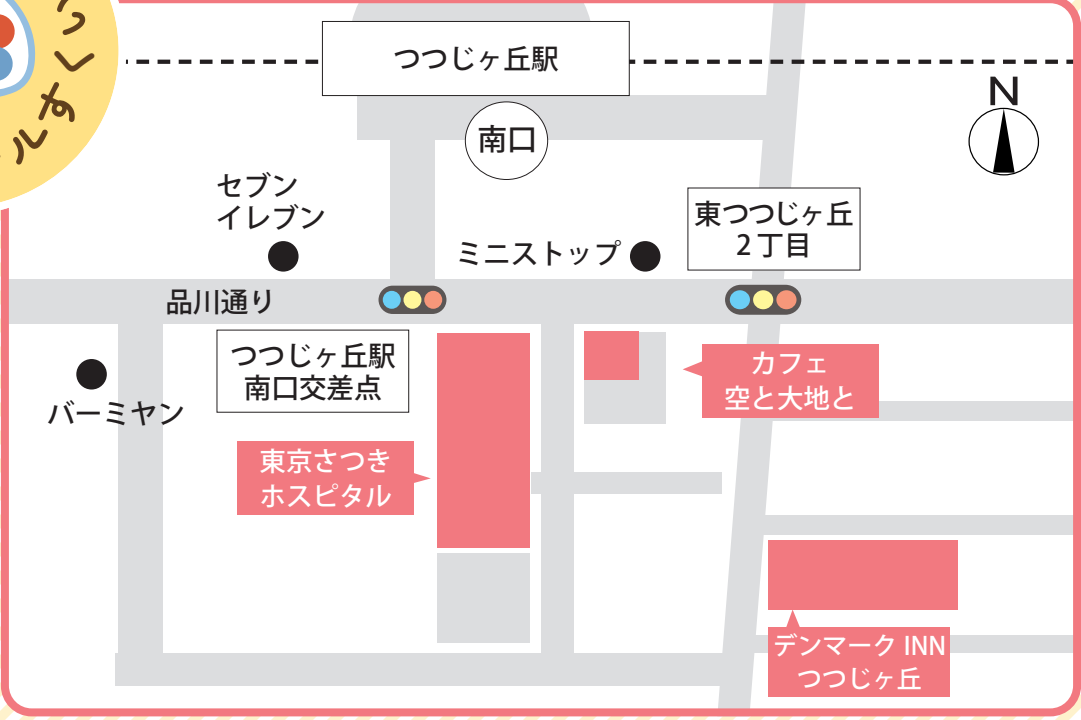 つつじヶ丘駅
N
南口
セブン
イレブン
ミニストップ
東つつじヶ丘
2丁目
品川通り
つつじヶ丘駅
南口交差点
カフェ
空と大地と
バーミヤン
東京さつき
ホスピタル
デンマーク INN
つつじヶ丘